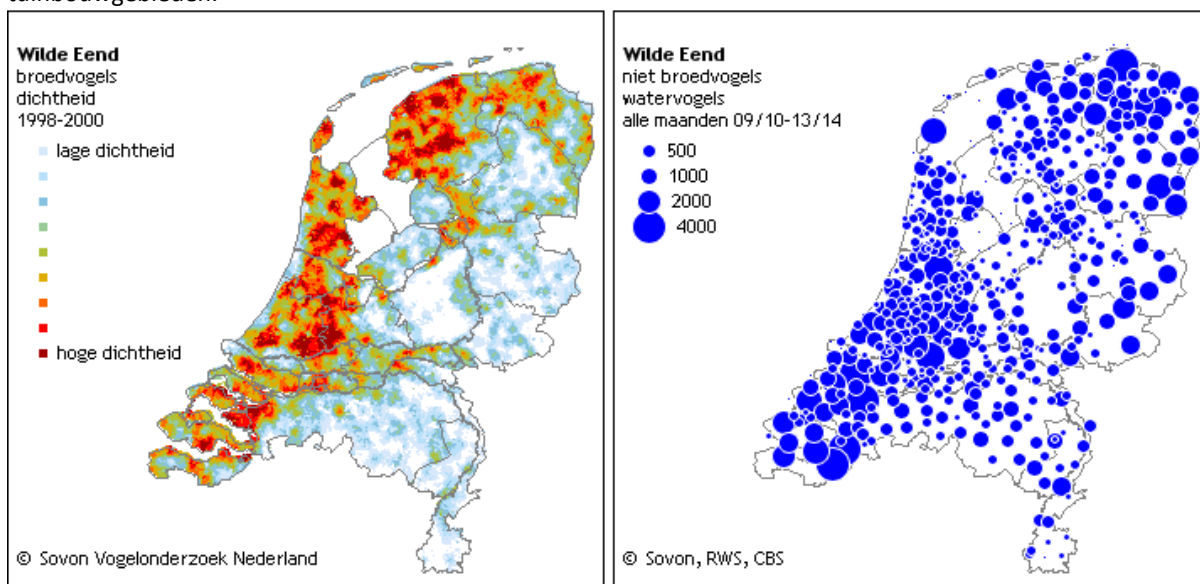 tuinbouwgebieden.
Wilde Eend
broedvogels
dichtheid
1998-2000
lage dichtheid
hoge dichtheid
© Sovon Vogelonderzoek Nederland
Wilde Eend
niet broedvogels
watervogels
alle maanden 09/10-13/14
500
1000
2000
4000
© Sovon, RWS, CBS